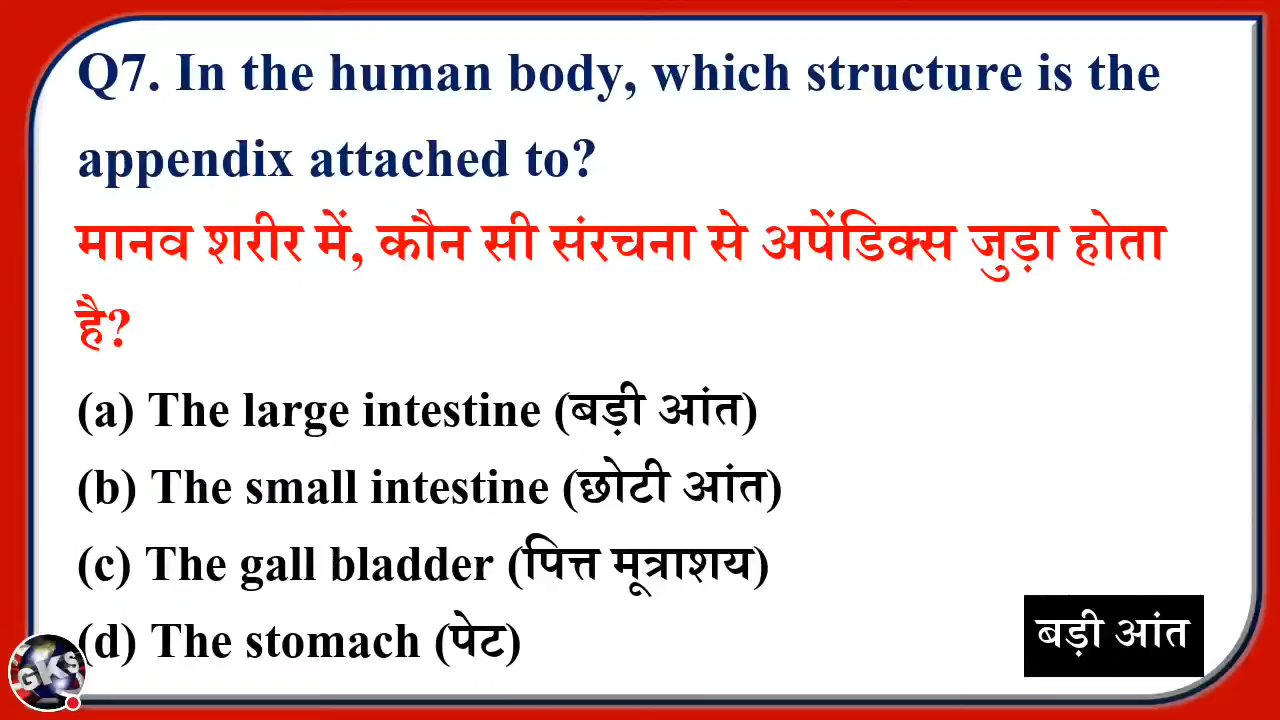 Q7. In the human body, which structure is the
appendix attached to?
मानव शरीर में, कौन सी संरचना से अपेंडिक्स जुड़ा होता
है?
(a) The large intestine (बड़ी आंत)
(b) The small intestine (छोटी आंत)
(c) The gall bladder (पित्त मूत्राशय)
(d) The stomach (पेट)
बड़ी आंत
GKS